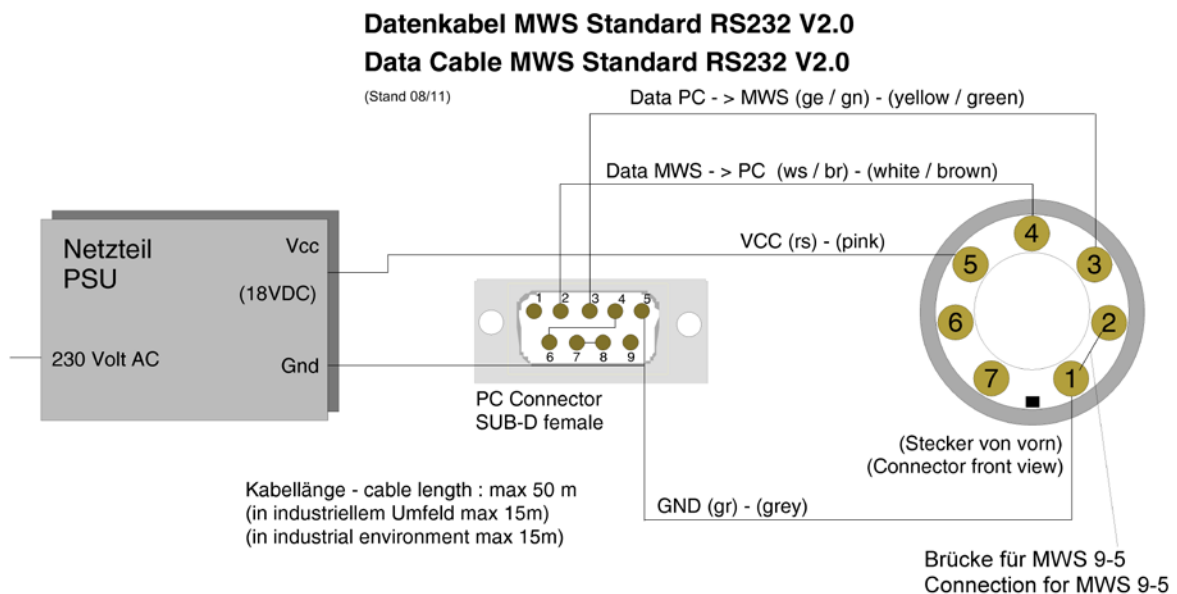 Datenkabel MWS Standard RS232 V2.0
Data Cable MWS Standard RS232 V2.0
(Stand 08/11)
Data PC - > MWS (ge / gn) - (yellow / green)
Data MWS - > PC (ws / br) - (white / brown)
VCC (rs) - (pink)
Netzteil
PSU
Vcc
(18VDC)
230 Volt AC
Gnd
1 2 3 4 5
6 7 8 9
PC Connector
SUB-D female
4
5
3
6
2
7
1
(Stecker von vorn)
(Connector front view)
Kabellänge - cable length : max 50 m
(in industriellem Umfeld max 15m)
(in industrial environment max 15m)
GND (gr) - (grey)
Brücke für MWS 9-5
Connection for MWS 9-5